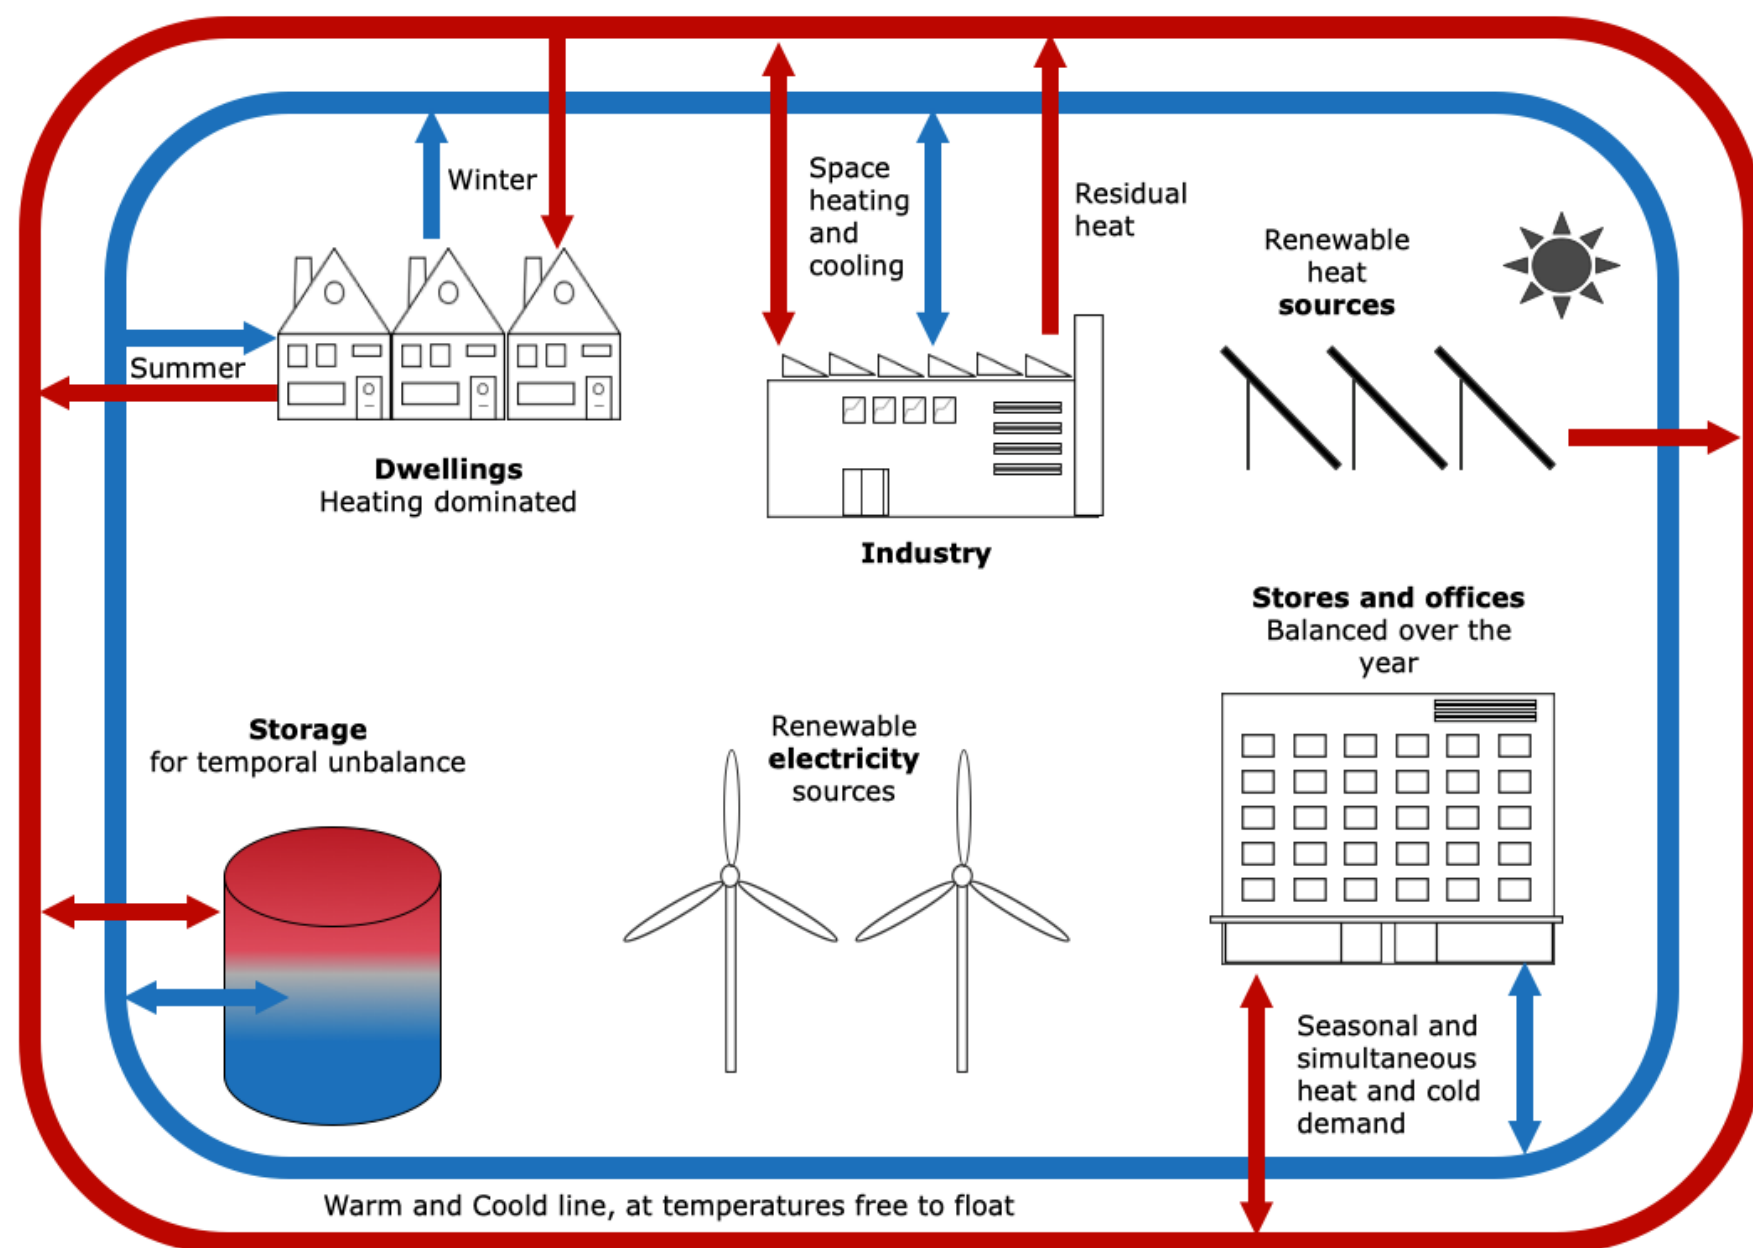 Winter
Summer
Dwellings
Heating dominated
Space
heating
and
cooling
Residual
heat
Industry
Renewable
heat
sources
Stores and offices
Balanced over the
year
Storage
for temporal unbalance
Renewable
electricity
sources
Seasonal and
simultaneous
heat and cold
demand
Warm and Coold line, at temperatures free to float